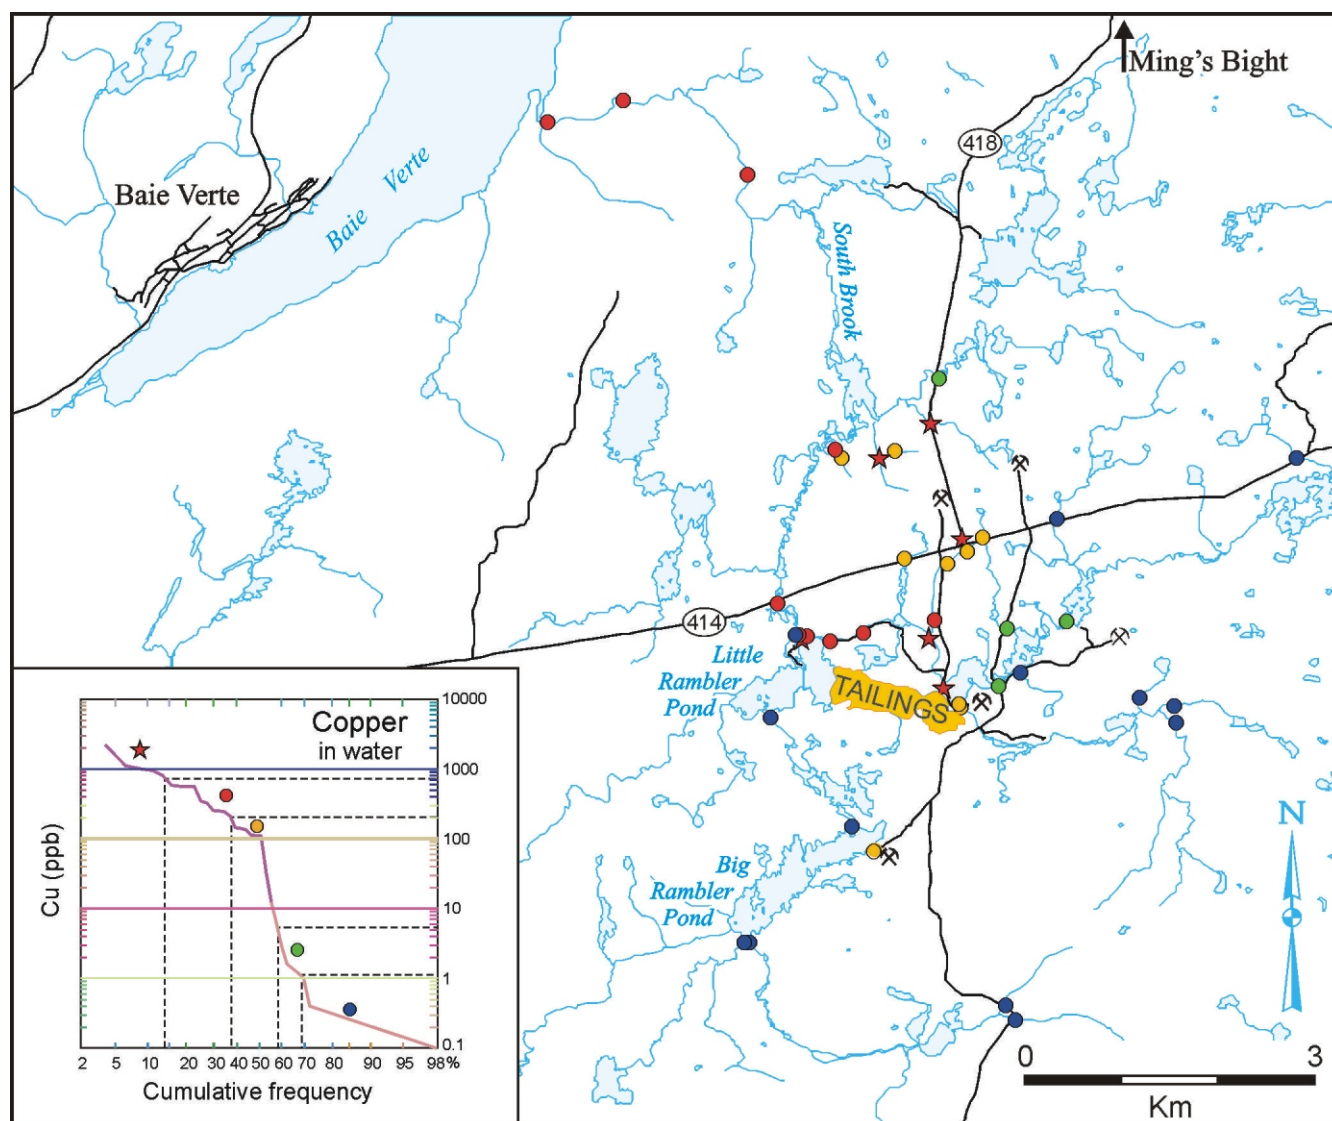 Ming's Bight
418
Baie Verte
Baie
Verte
South Brook
414
Little
Rambler
Pond
TAILINGS
Big
Rambler
Pond
N
0 3
Km
Copper
in water
Cu (ppb)
10000
1000
100
10
1
0.1
2 5 10 20 30 40 50 60 70 80 90 95 98%
Cumulative frequency